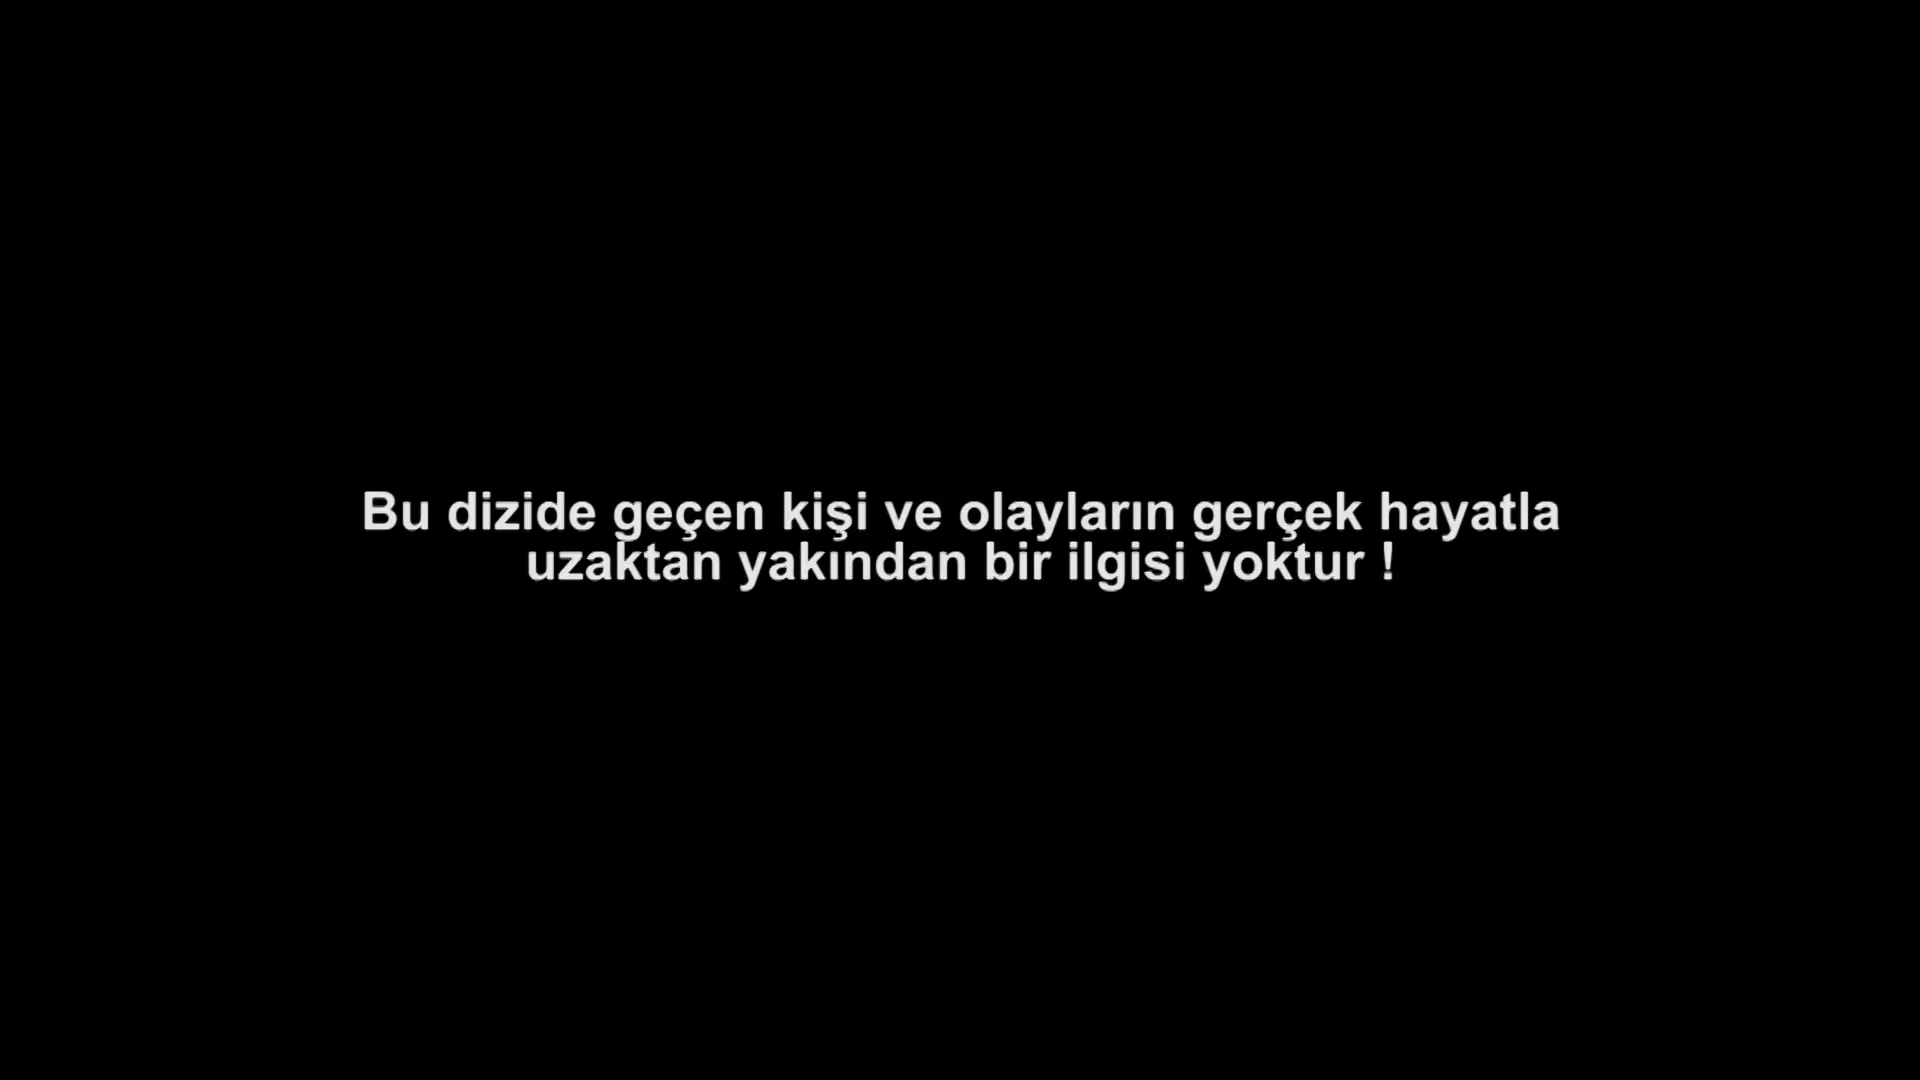 Bu dizide geçen kişi ve olayların gerçek hayatla
uzaktan yakından bir ilgisi yoktur !